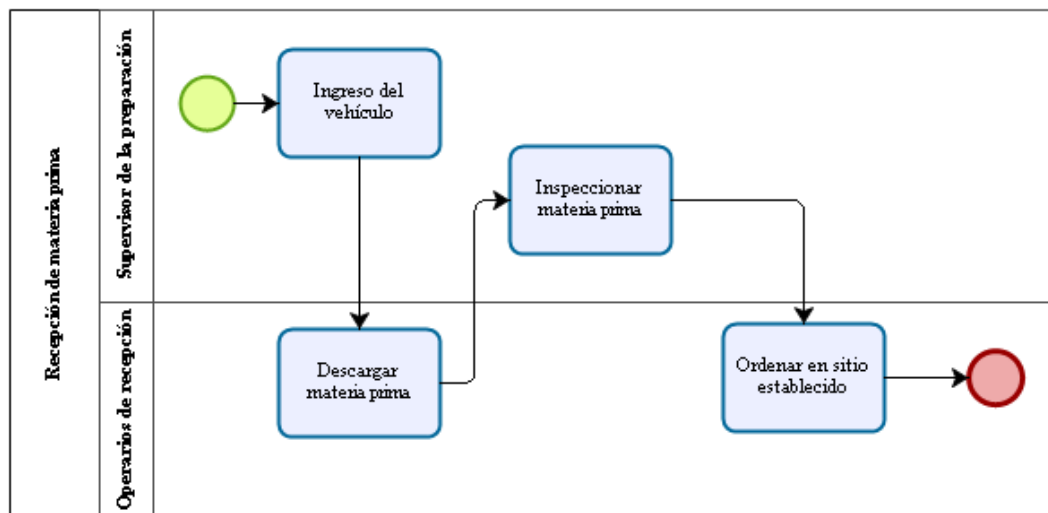 Recepción de materia prima
Supervisor de la preparación
Ingreso del
vehículo
Inspeccionar
materia prima
Operarios de recepción
Descargar
materia prima
Ordenar en sitio
establecido